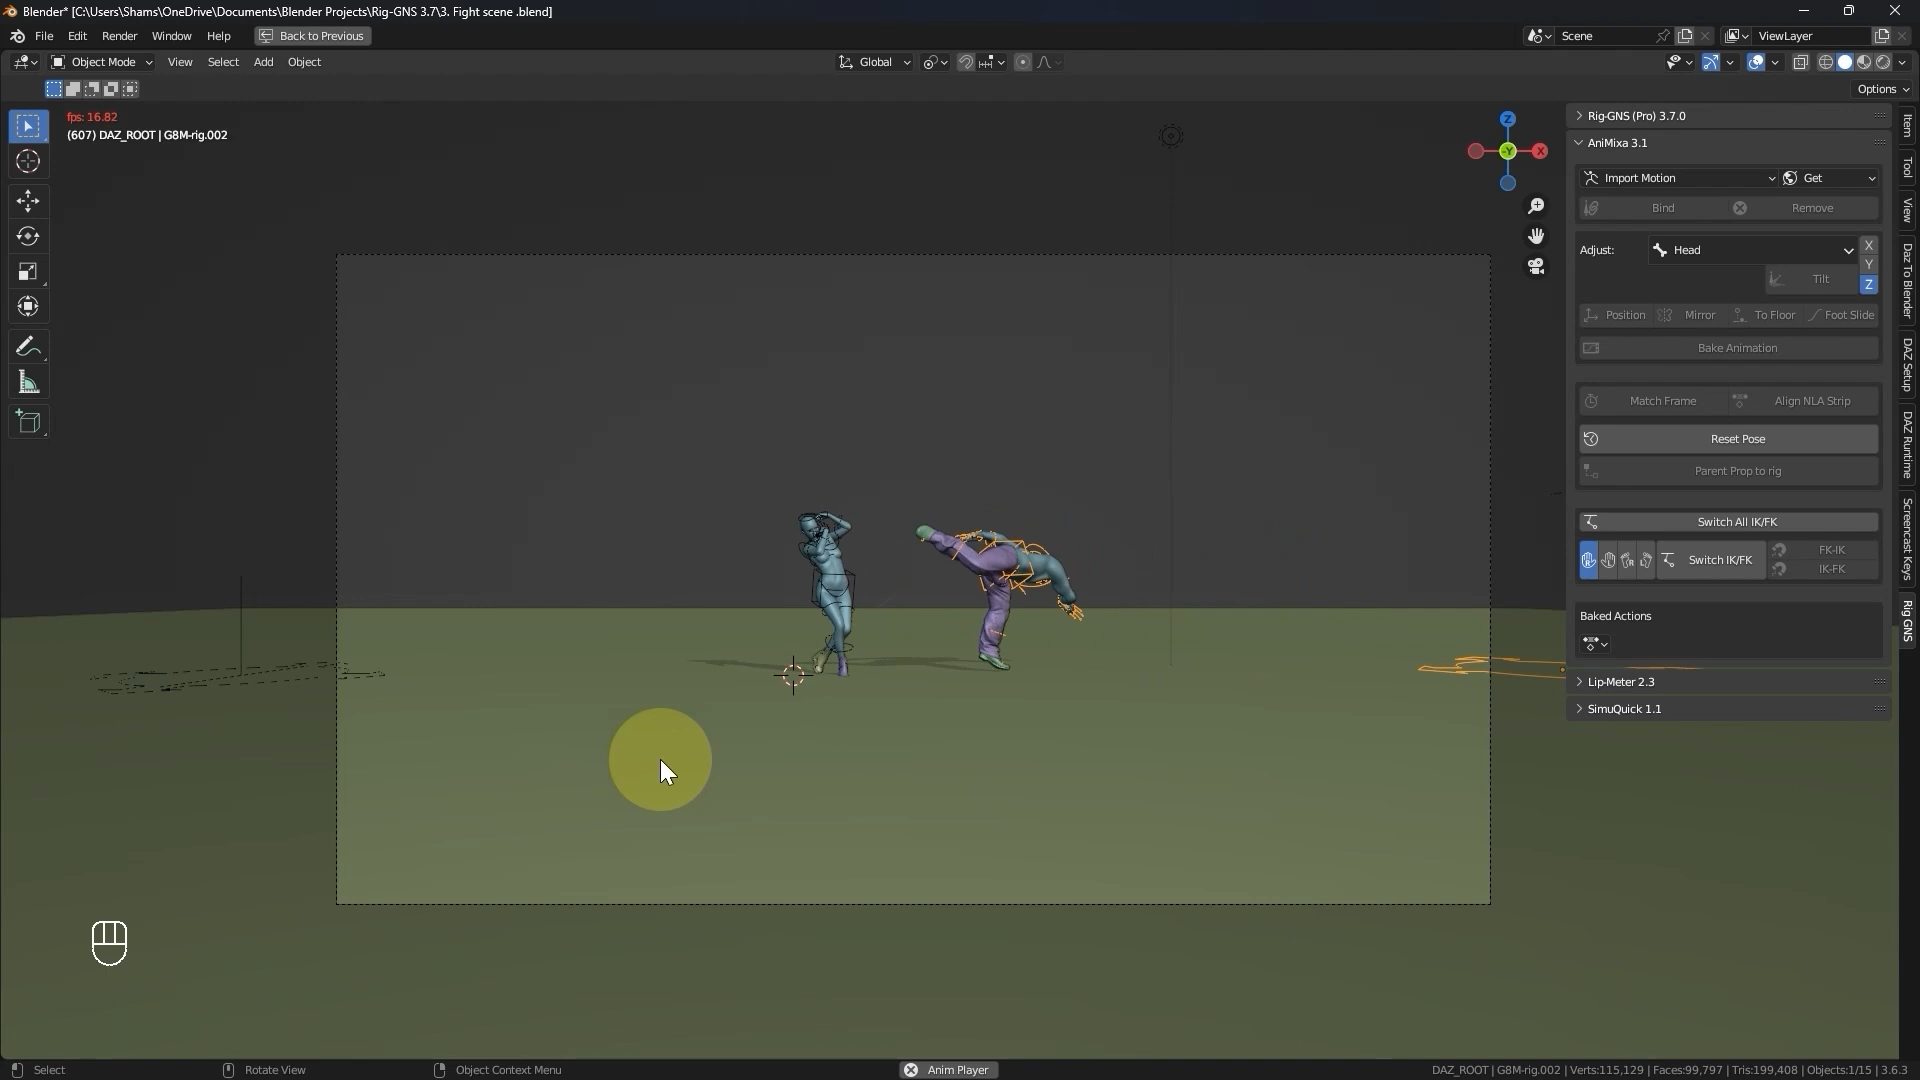 Blender* [C:\Users\Shams\OneDrive\Documents\Blender Projects\Rig-GNS 3.7\3. Fight scene .blend]
File Edit Render Window Help Back to Previous Scene ViewLayer
Object Mode View Select Add Object Global
Options
fps: 16.82
(607) DAZ_ROOT | G8M-rig.002
Z
-Y
X
Rig-GNS (Pro) 3.7.0
AniMixa 3.1
Import Motion Get
Bind Remove
Adjust: Head X
Y
Tilt Z
Position Mirror To Floor Foot Slide
Bake Animation
Match Frame Align NLA Strip
Reset Pose
Parent Prop to rig
Switch All IK/FK
Switch IK/FK FK-IK
IK-FK
Baked Actions
Lip-Meter 2.3
SimuQuick 1.1
Item
Tool
View
Daz To Blender
DAZ Setup
DAZ Runtime
Screencast Keys
Rig GNS
Select Rotate View Object Context Menu Anim Player DAZ_ROOT | G8M-rig.002 | Verts:115,129 | Faces:99,797 | Tris:199,408 | Objects:1/15 | 3.6.3